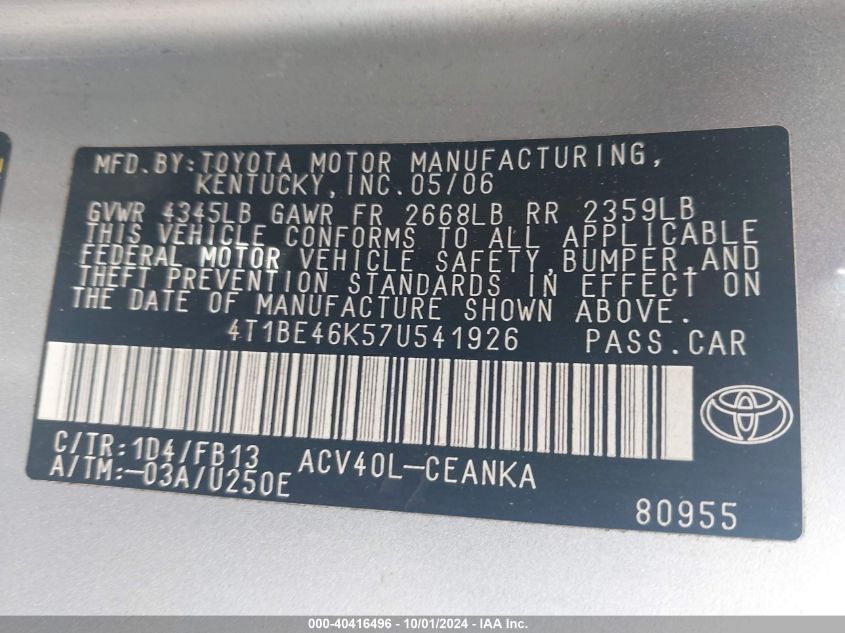 MFD.BY:TOYOTA MOTOR MANUFACTURING,
KENTUCKY, INC.05/06
GVWR 4345LB GAWR FR 2668LB RR 2359LB
THIS VEHICLE CONFORMS TO ALL APPLICABLE
FEDERAL MOTOR VEHICLE SAFETY, BUMPER, AND
THEFT PREVENTION STANDARDS IN EFFECT ON
THE DATE OF MANUFACTURE SHOWN ABOVE.
4T1BE46K57U541926 PASS.CAR
C/TR:1D4/FB13 ACV40L-CEANKA
A/TM:-03A/U250E
80955
000-40416496 - 10/01/2024 - IAA Inc.